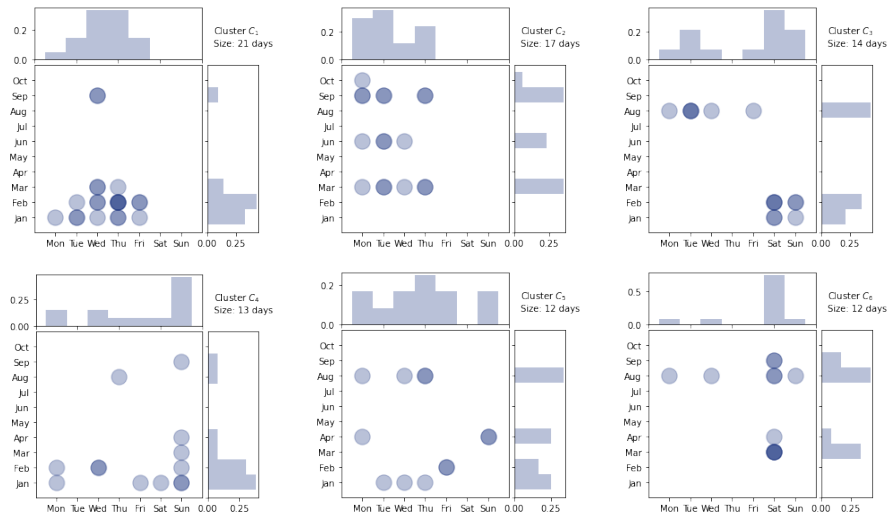 Cluster C₁
Size: 21 days
0.2
0.0
Oct
Sep
Aug
Jul
Jun
May
Mar
Feb
Jan
Mon Tue Wed Thu Fri Sat Sun
0.00 0.25
Cluster C₂
Size: 17 days
0.2
0.0
Oct
Sep
Aug
Jul
Jun
May
Mar
Feb
Jan
Mon Tue Wed Thu Fri Sat Sun
0.00 0.25
Cluster C₃
Size: 14 days
0.2
0.0
Oct
Sep
Aug
Jul
Jun
May
Mar
Feb
Jan
Mon Tue Wed Thu Fri Sat Sun
0.00 0.25
Cluster C₄
Size: 13 days
0.25
0.00
Oct
Sep
Aug
Jul
Jun
Apr
Mar
Feb
Jan
Mon Tue Wed Thu Fri Sat Sun
0.00 0.25
Cluster C₅
Size: 12 days
0.2
0.0
Oct
Sep
Aug
Jul
Jun
Apr
Mar
Feb
Jan
Mon Tue Wed Thu Fri Sat Sun
0.00 0.25
Cluster C₆
Size: 12 days
0.5
0.0
Oct
Sep
Aug
Jul
Jun
Apr
Mar
Feb
Jan
Mon Tue Wed Thu Fri Sat Sun
0.00 0.25